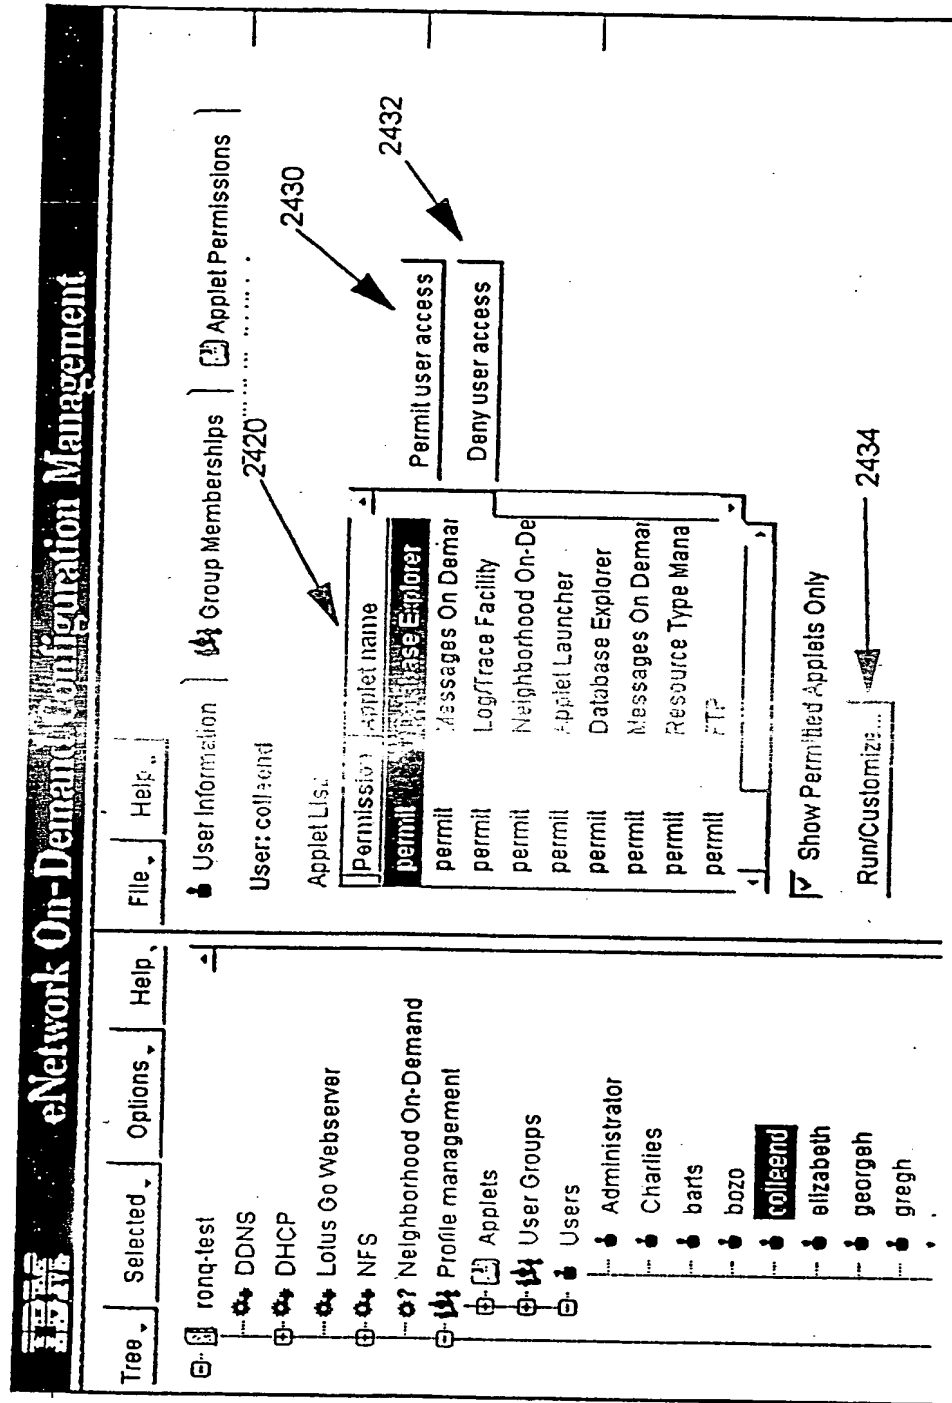 IBM eNetwork On-Demand Configuration Management
Tree Selected Options Help
ronq-test
DDNS
DHCP
Lotus Go Webserver
NFS
Neighborhood On-Demand
Profile management
Applets
User Groups
Users
Administrator
Charlies
barts
bozo
colleend
elizabeth
georgeh
gregh
File Help
User Information Group Memberships Applet Permissions
User: colleend
2420
2430
2432
Applet List:
Permission Applet name
permit Database Explorer
permit Messages On Demar
permit Log/Trace Facility
permit Neighborhood On-De
permit Applet Launcher
permit Database Explorer
permit Messages On Demar
permit Resource Type Mana
permit FTP
Permit user access
Deny user access
Show Permitted Applets Only
Run/Customize...
2434